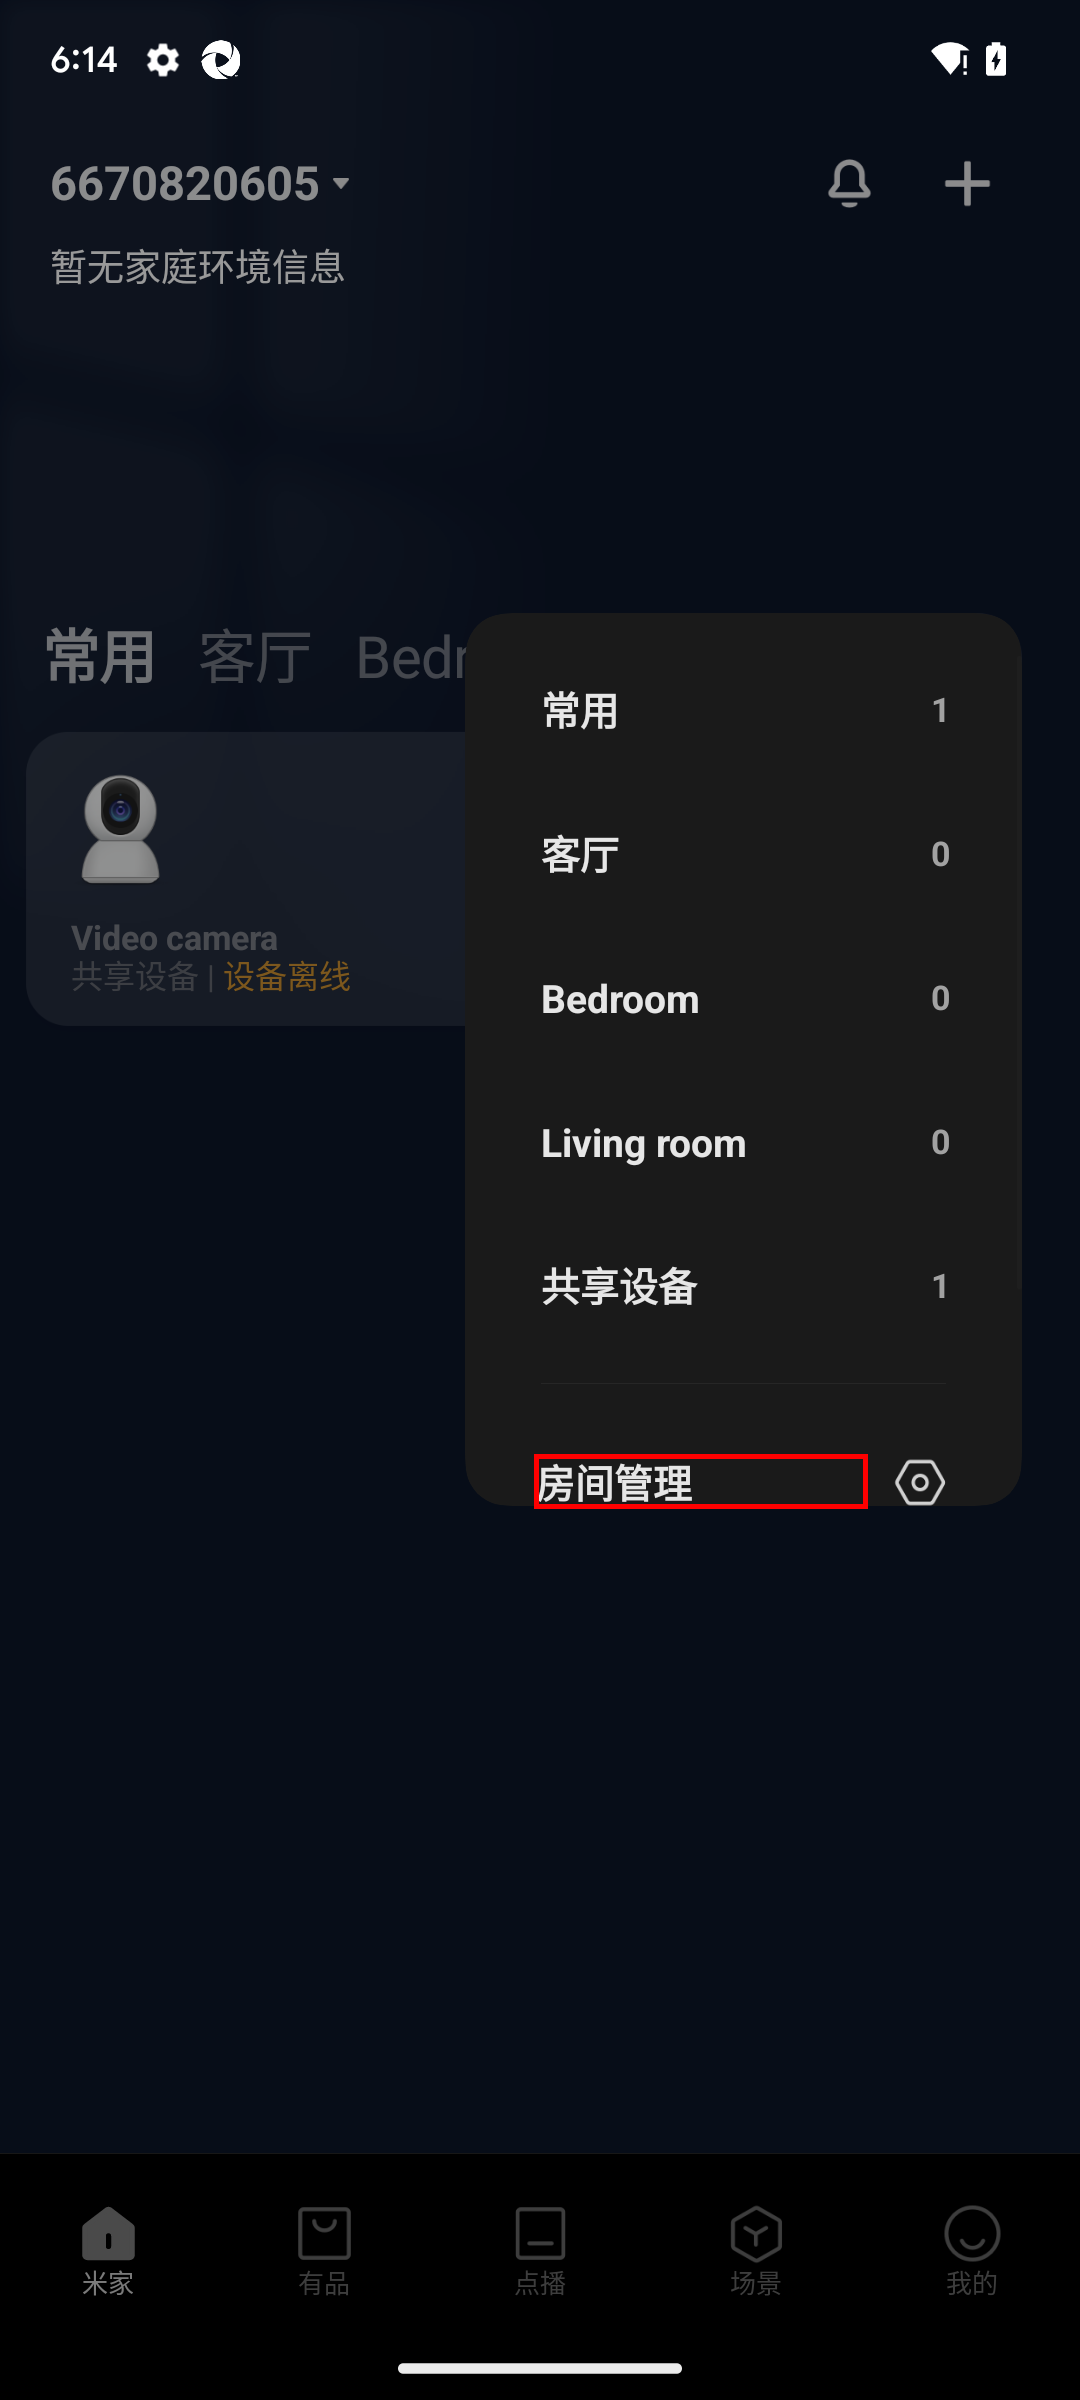 6:14
6670820605
暂无家庭环境信息
常用 客厅 Bedr
Video camera
共享设备 | 设备离线
常用 1
客厅 0
Bedroom 0
Living room 0
共享设备 1
房间管理
米家 有品 点播 场景 我的